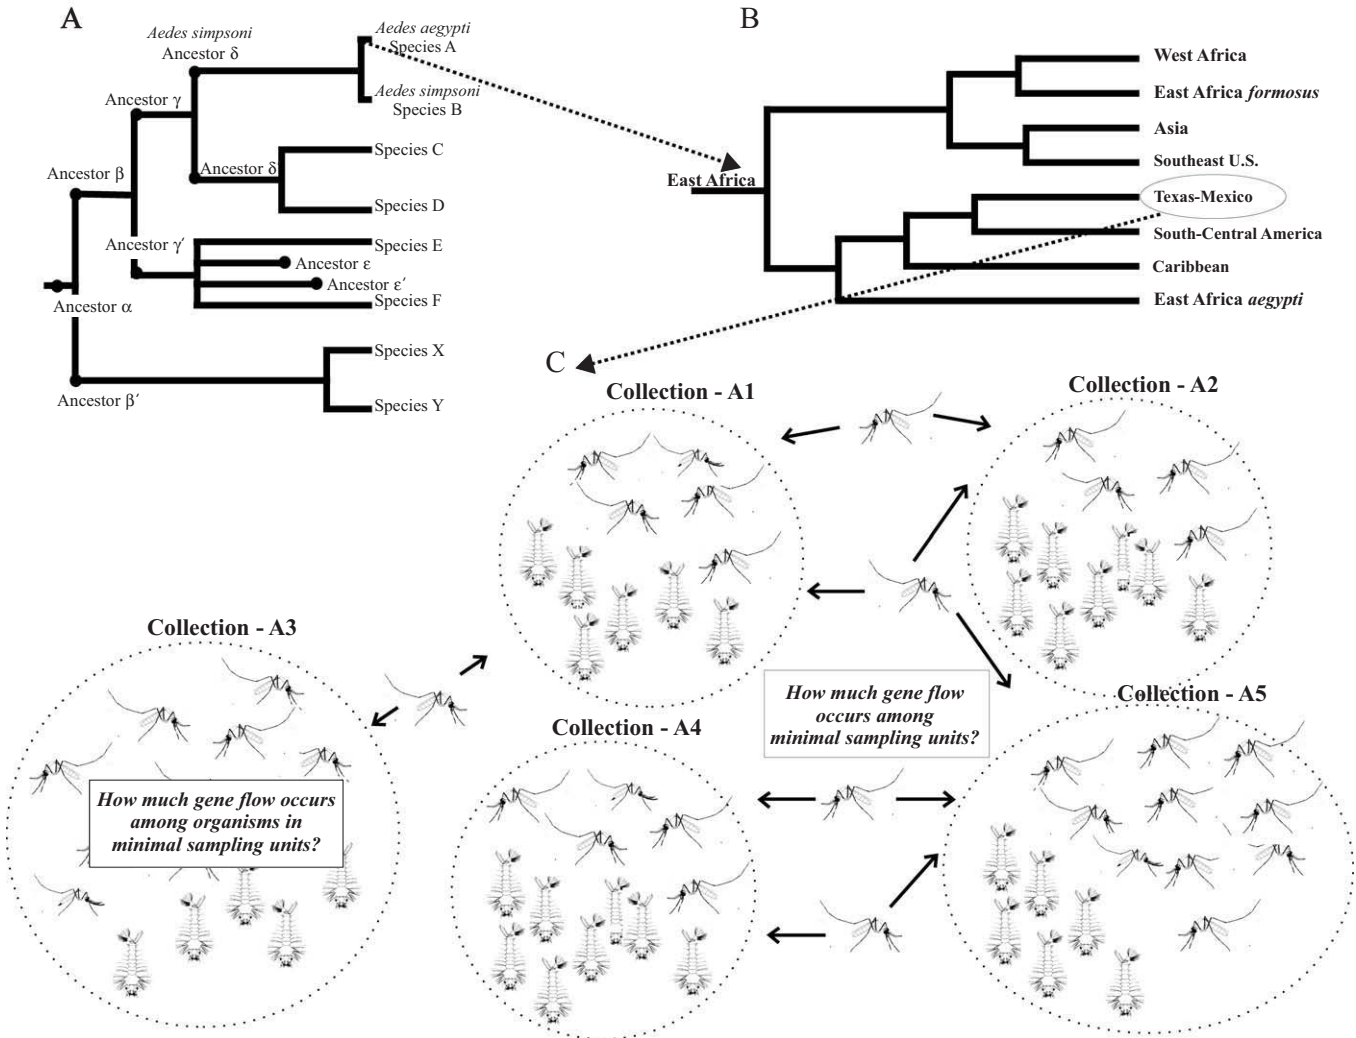 A
Aedes simpsoni
Ancestor δ
Aedes aegypti
Species A
Aedes simpsoni
Species B
Ancestor γ
Species C
Ancestor δ′
Ancestor β
Species D
Ancestor γ′
Species E
Ancestor ε
Ancestor ε′
Species F
Ancestor α
Species X
Ancestor β′
Species Y
B
West Africa
East Africa formosus
Asia
Southeast U.S.
East Africa
Texas-Mexico
South-Central America
Caribbean
East Africa aegypti
C
Collection - A1
Collection - A2
Collection - A3
How much gene flow
occurs among
minimal sampling units?
Collection - A4
Collection - A5
How much gene flow occurs
among organisms in
minimal sampling units?